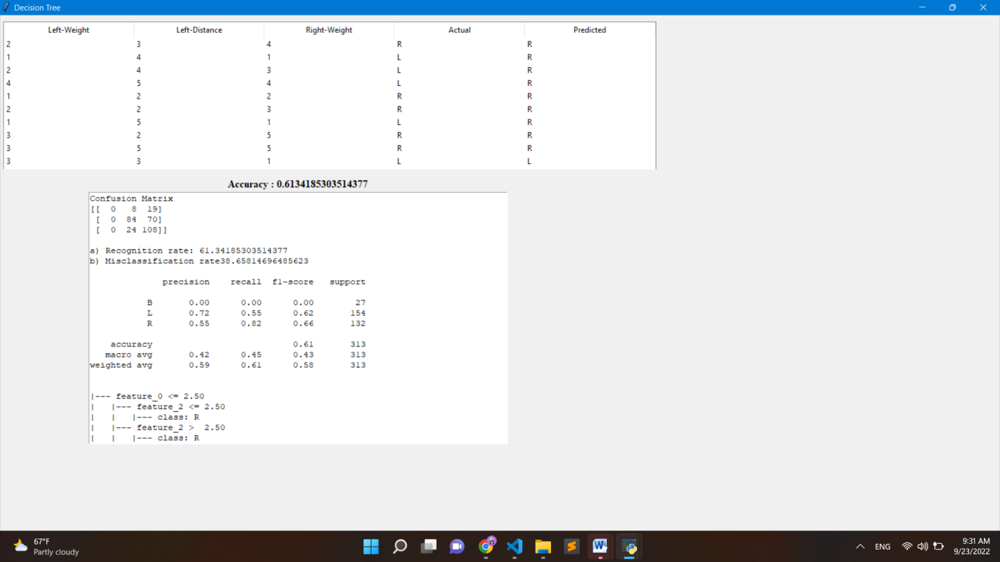 Decision Tree
Left-Weight Left-Distance Right-Weight Actual Predicted
2 3 4 R R
1 4 1 L R
2 4 3 L R
4 5 4 L R
1 2 2 R R
2 2 3 R R
1 5 1 L R
3 2 5 R R
3 5 5 R R
3 3 1 L L
Accuracy : 0.6134185303514377
Confusion Matrix
[[  0   8  19]
 [  0  84  70]
 [  0  24 108]]
a) Recognition rate: 61.34185303514377
b) Misclassification rate38.65814696485623
precision recall f1-score support
B 0.00 0.00 0.00 27
L 0.72 0.55 0.62 154
R 0.55 0.82 0.66 132
accuracy 0.61 313
macro avg 0.42 0.45 0.43 313
weighted avg 0.59 0.61 0.58 313
|--- feature_0 <= 2.50
|   |--- feature_2 <= 2.50
|   |   |--- class: R
|   |--- feature_2 >  2.50
|   |   |--- class: R
67°F
Partly cloudy
ENG
9:31 AM
9/23/2022